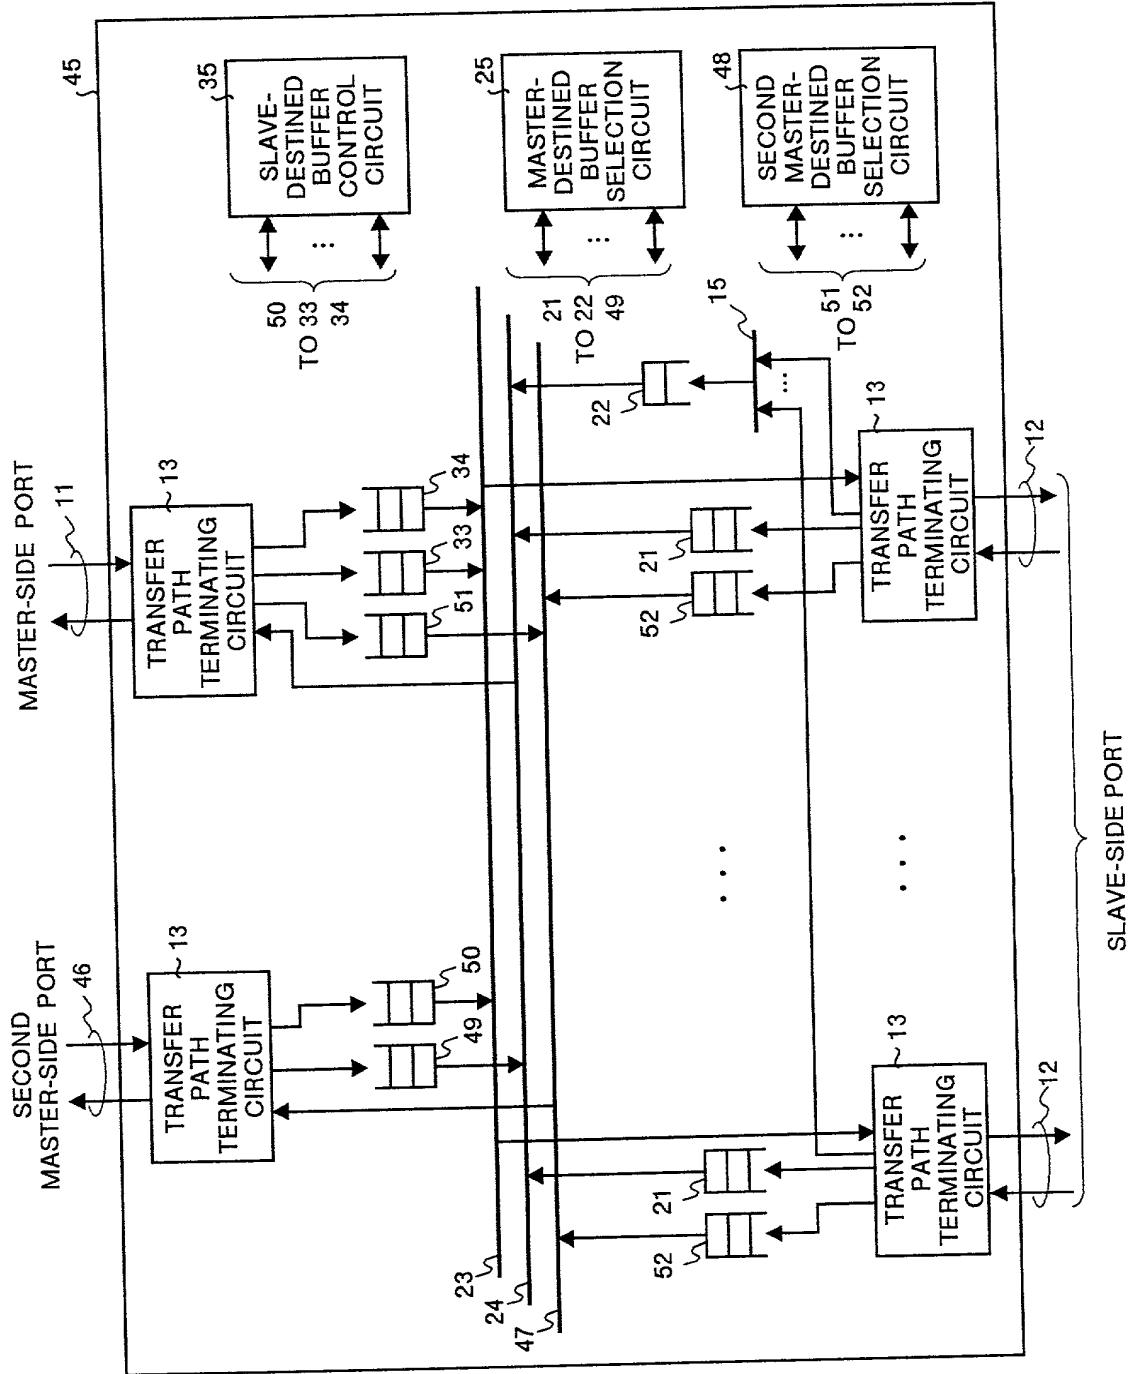 SECOND
MASTER-SIDE PORT
46
MASTER-SIDE PORT
11
45
13
TRANSFER
PATH
TERMINATING
CIRCUIT
13
TRANSFER
PATH
TERMINATING
CIRCUIT
35
SLAVE-
DESTINED
BUFFER
CONTROL
CIRCUIT
...
50
TO 33
34
49
50
51
33
34
25
MASTER-
DESTINED
BUFFER
SELECTION
CIRCUIT
...
21
TO 22
49
23
24
47
48
SECOND
MASTER-
DESTINED
BUFFER
SELECTION
CIRCUIT
...
51
TO 52
52
21
52
21
22
15
...
...
...
13
TRANSFER
PATH
TERMINATING
CIRCUIT
12
13
TRANSFER
PATH
TERMINATING
CIRCUIT
12
SLAVE-SIDE PORT